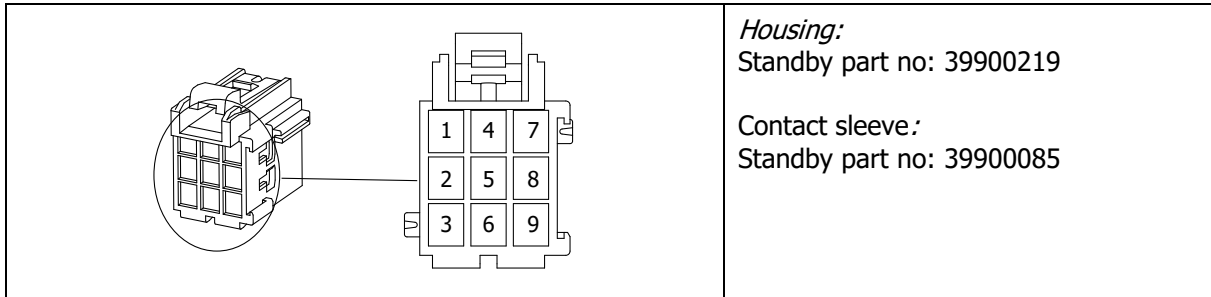 1 4 7
2 5 8
3 6 9
Housing:
Standby part no: 39900219
Contact sleeve:
Standby part no: 39900085